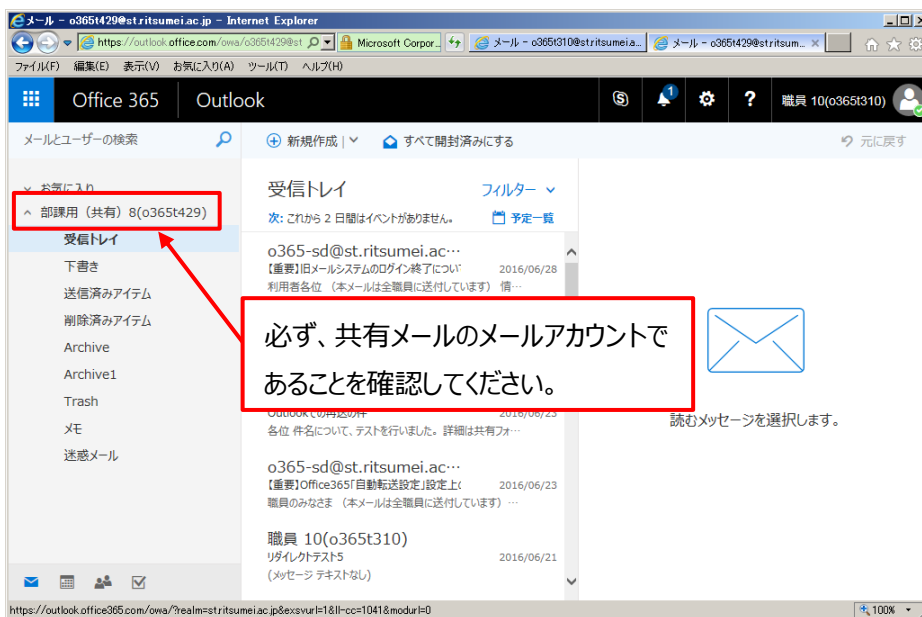 メール - o365t429@st.ritsumei.ac.jp - Internet Explorer
https://outlook.office.com/owa/o365t429@st
Microsoft Corpor...
メール - o365t310@st.ritsumei.a...
メール - o365t429@st.ritsum...
ファイル(F) 編集(E) 表示(V) お気に入り(A) ツール(T) ヘルプ(H)
Office 365 Outlook
1
?
職員 10(o365t310)
メールとユーザーの検索
新規作成
すべて開封済みにする
元に戻す
お気に入り
部課用（共有）8(o365t429)
受信トレイ
下書き
送信済みアイテム
削除済みアイテム
Archive
Archive1
Trash
メモ
迷惑メール
受信トレイ フィルター
次: これから 2 日間はイベントがありません。 予定一覧
o365-sd@st.ritsumei.ac…
【重要】旧メールシステムのログイン終了につい 2016/06/28
利用者各位 （本メールは全職員に送付しています） 情…
必ず、共有メールのメールアカウントで
あることを確認してください。
Outlookでの再送の件 2016/06/23
各位 件名について、テストを行いました。詳細は共有フォ…
o365-sd@st.ritsumei.ac…
【重要】Office365「自動転送設定」設定上( 2016/06/23
職員のみなさま （本メールは全職員に送付しています） …
職員 10(o365t310)
リダイレクトテスト5 2016/06/21
(メッセージ テキストなし)
読むメッセージを選択します。
https://outlook.office365.com/owa/?realm=st.ritsumei.ac.jp&exsvurl=1&ll-cc=1041&modurl=0
100%